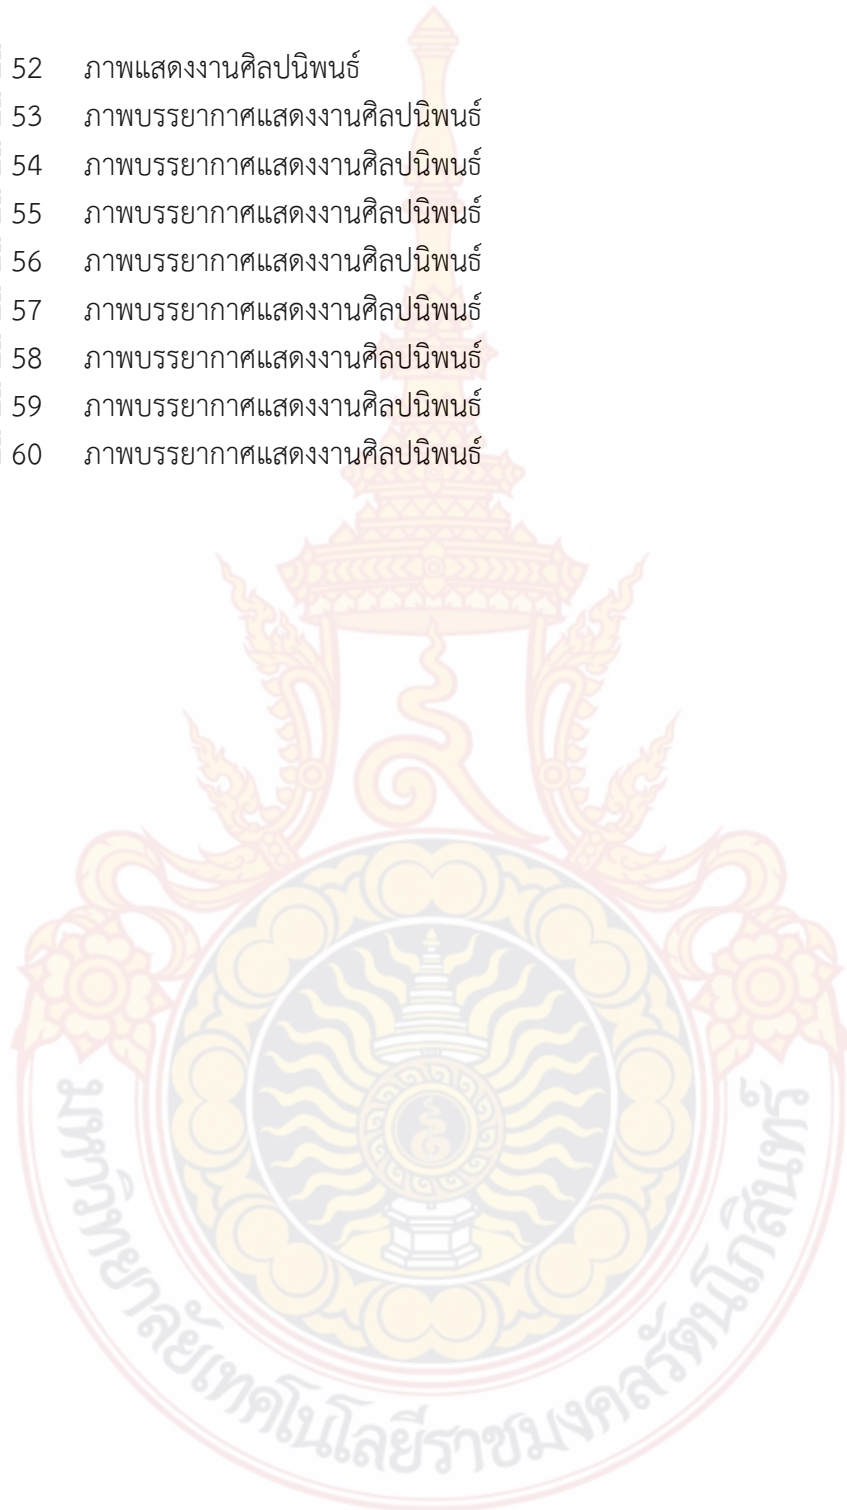 52 ภาพแสดงงานศิลปนิพนธ์
53 ภาพบรรยากาศแสดงงานศิลปนิพนธ์
54 ภาพบรรยากาศแสดงงานศิลปนิพนธ์
55 ภาพบรรยากาศแสดงงานศิลปนิพนธ์
56 ภาพบรรยากาศแสดงงานศิลปนิพนธ์
57 ภาพบรรยากาศแสดงงานศิลปนิพนธ์
58 ภาพบรรยากาศแสดงงานศิลปนิพนธ์
59 ภาพบรรยากาศแสดงงานศิลปนิพนธ์
60 ภาพบรรยากาศแสดงงานศิลปนิพนธ์
มหาวิทยาลัยเทคโนโลยีราชมงคลรัตนโกสินทร์